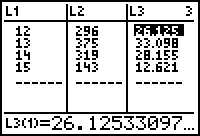 L1 L2 L3 3
12 296 26.125
13 375 33.098
14 319 28.155
15 143 12.621
------ ------ ------
L3(1)=26.12533097...